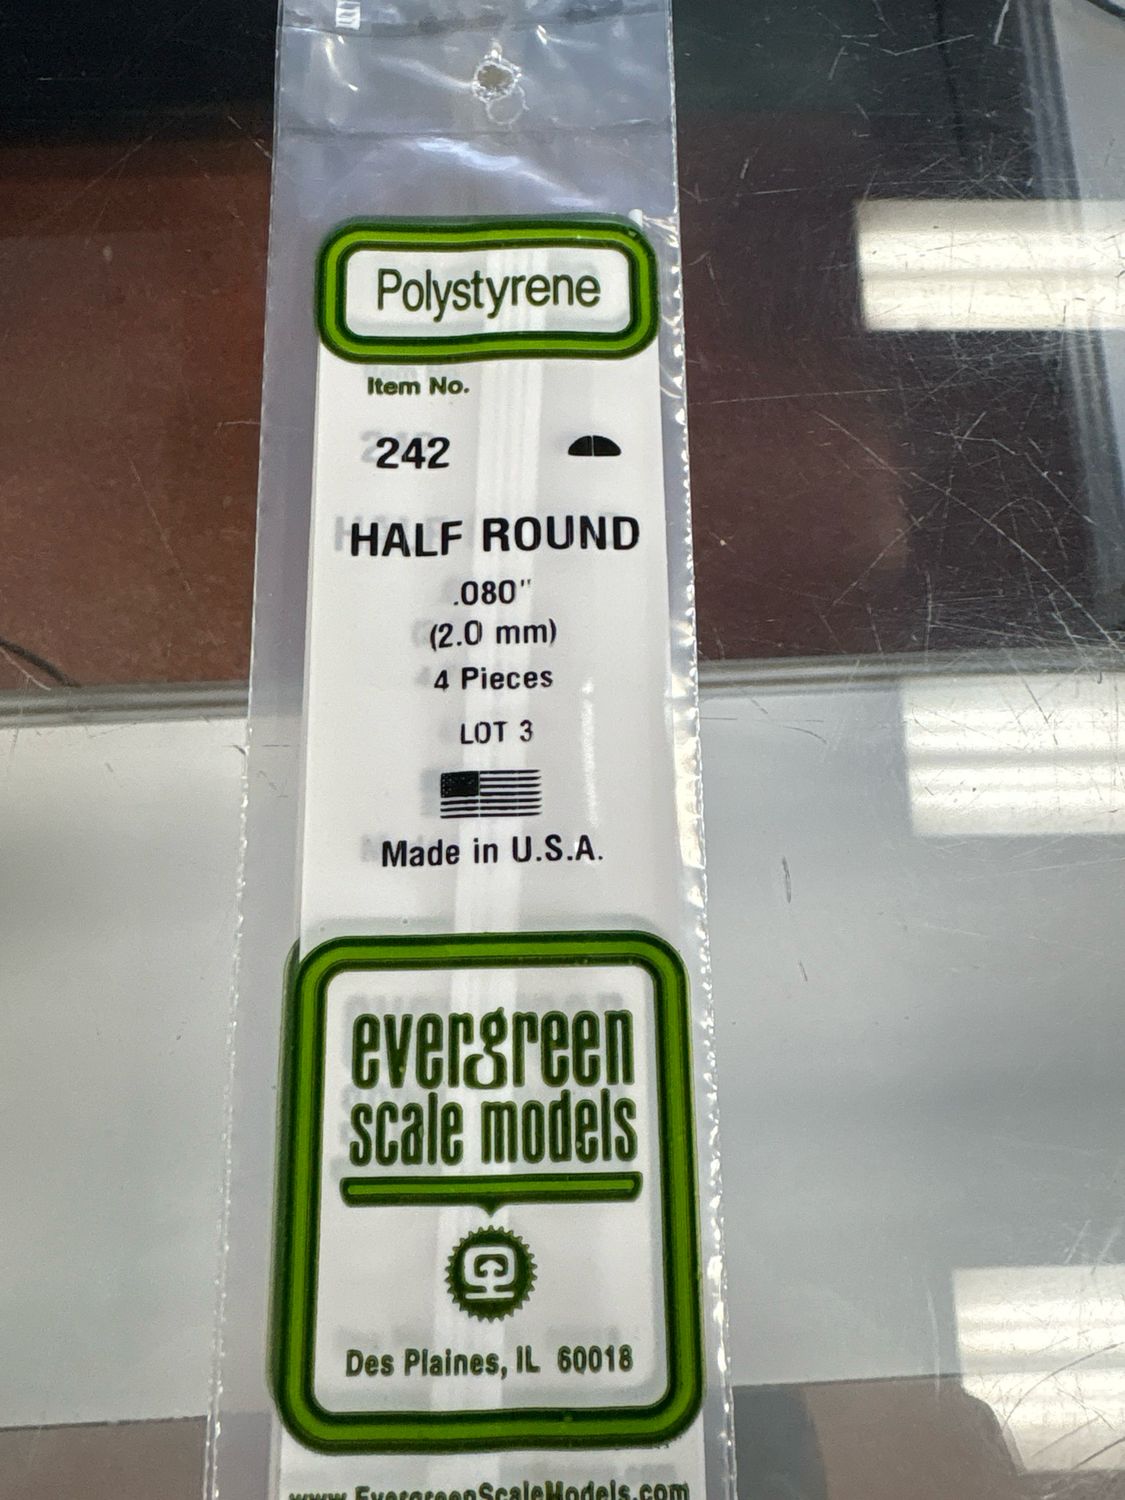 Polystyrene
Item No.
242
HALF ROUND
.080"
(2.0 mm)
4 Pieces
LOT 3
Made in U.S.A.
evergreen
scale models
Des Plaines, IL 60018
www.EvergreenScaleModels.com